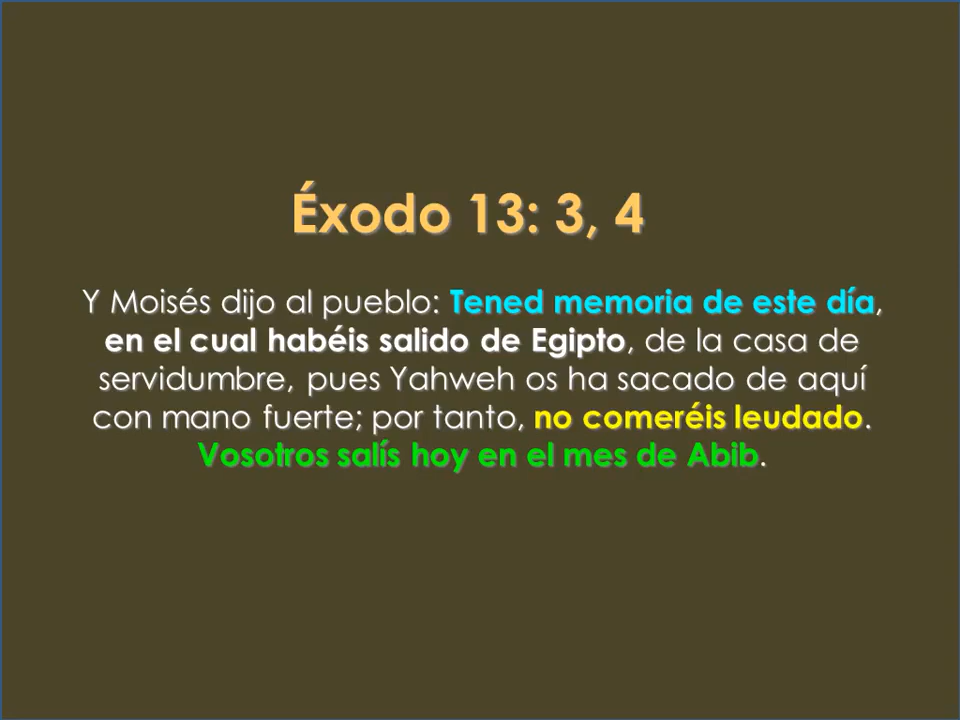 Éxodo 13: 3, 4
Y Moisés dijo al pueblo: Tened memoria de este día,
en el cual habéis salido de Egipto, de la casa de
servidumbre, pues Yahweh os ha sacado de aquí
con mano fuerte; por tanto, no comeréis leudado.
Vosotros salís hoy en el mes de Abib.